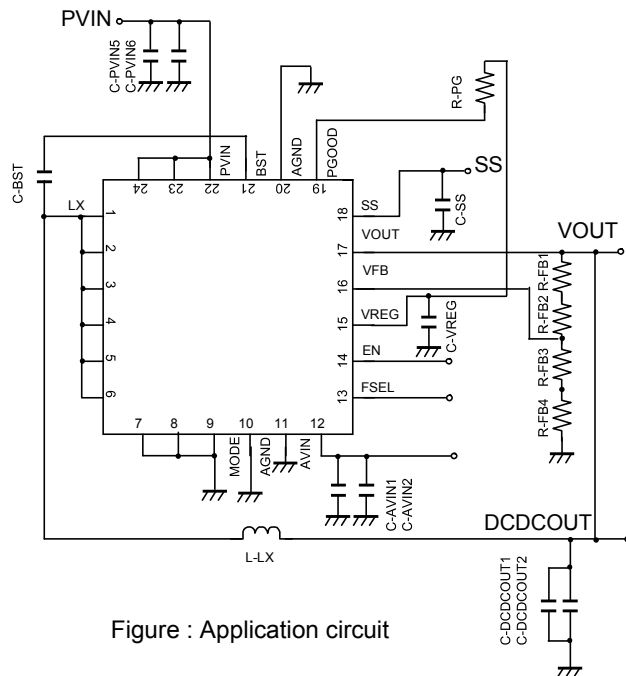 PVIN
C-PVIN5
C-PVIN6
R-PG
C-BST
24
23
22
PVIN
21
BST
20
AGND
19
PGOOD
LX
1
2
3
4
5
6
SS
18
VOUT
17
VFB
16
VREG
15
EN
14
FSEL
13
SS
C-SS
VOUT
R-FB1
R-FB2
R-FB3
R-FB4
C-VREG
7
8
9
10
MODE
11
AGND
12
AVIN
C-AVIN1
C-AVIN2
L-LX
DCDCOUT
C-DCDCOUT1
C-DCDCOUT2
Figure : Application circuit